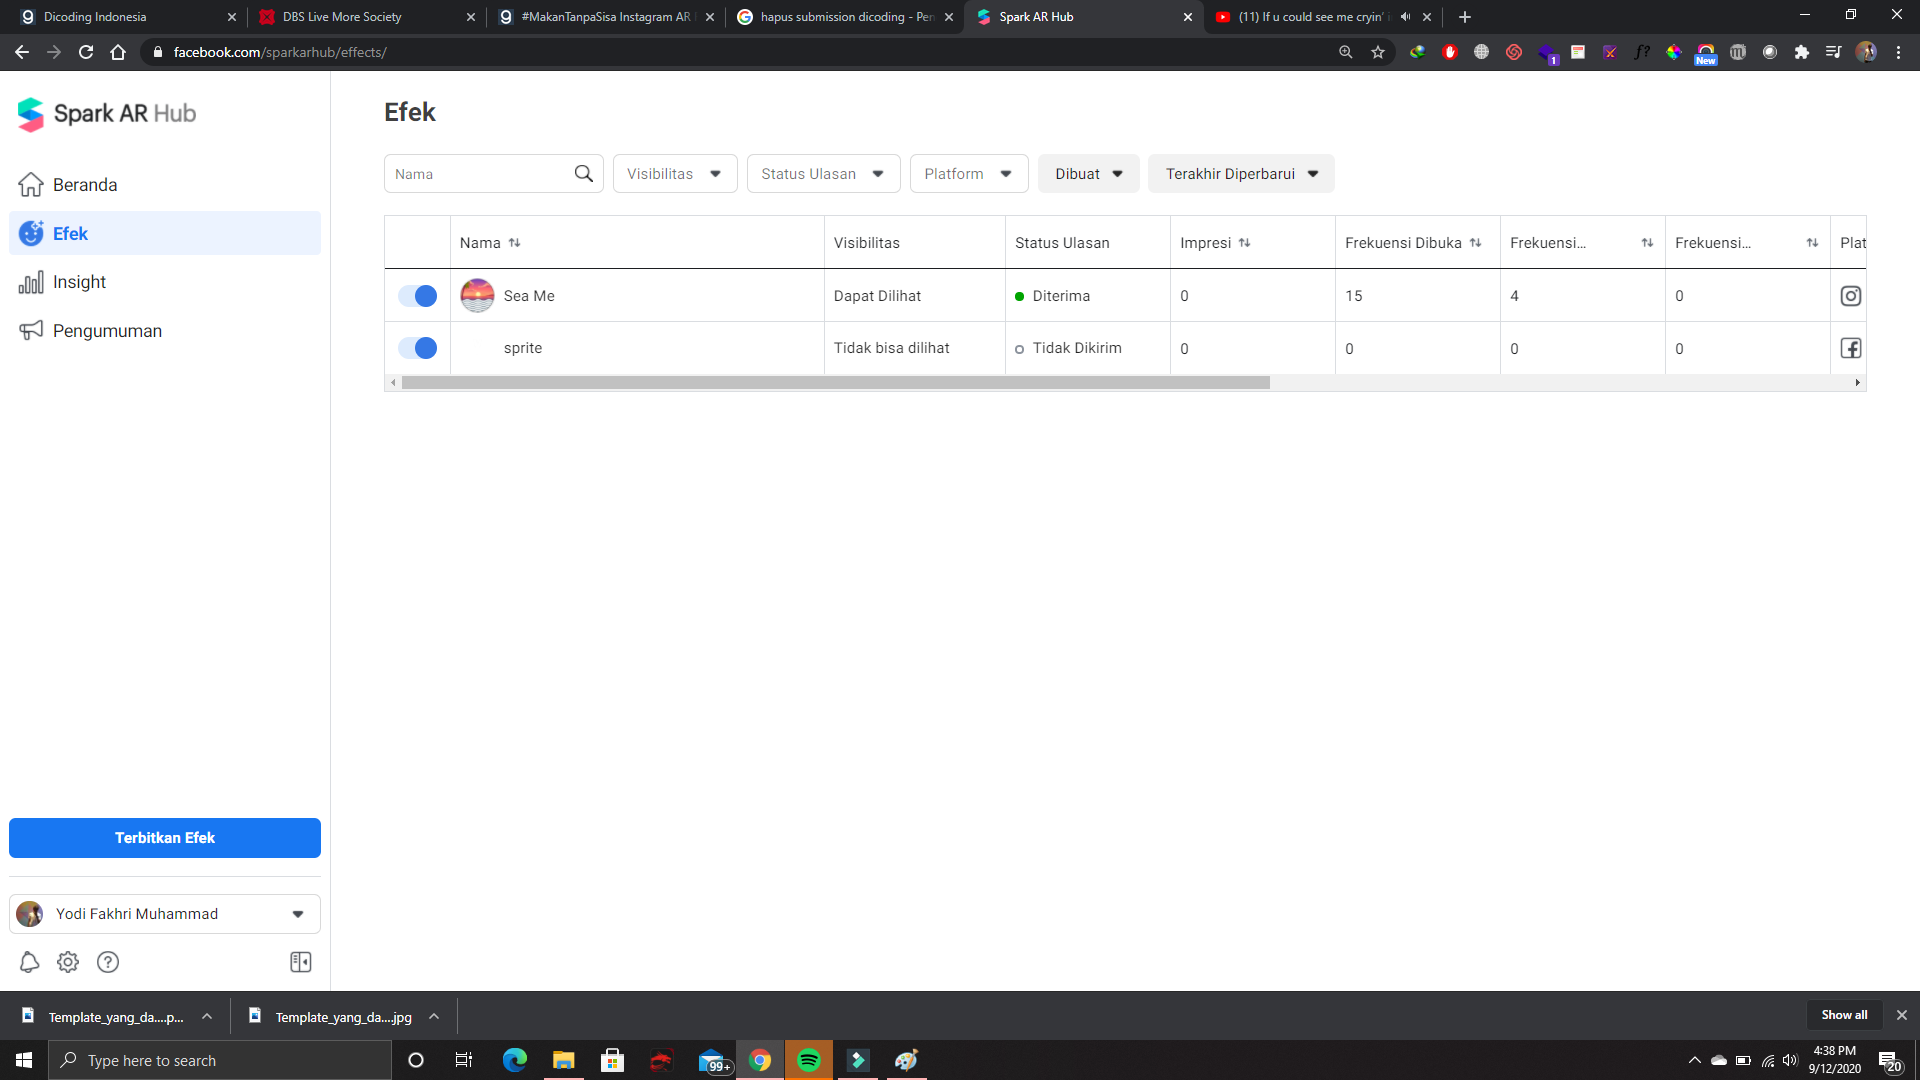 Dicoding Indonesia
DBS Live More Society
#MakanTanpaSisa Instagram AR
hapus submission dicoding - Pen
Spark AR Hub
(11) If u could see me cryin'
facebook.com/sparkarhub/effects/
1
New
Spark AR Hub
Beranda
Efek
Insight
Pengumuman
Terbitkan Efek
Yodi Fakhri Muhammad
Efek
Nama
Visibilitas
Status Ulasan
Platform
Dibuat
Terakhir Diperbarui
Nama Visibilitas Status Ulasan Impresi Frekuensi Dibuka Frekuensi... Frekuensi... Plat
Sea Me Dapat Dilihat Diterima 0 15 4 0
sprite Tidak bisa dilihat Tidak Dikirim 0 0 0 0
Template_yang_da....p...
Template_yang_da....jpg
Show all
Type here to search
99+
4:38 PM
9/12/2020
20